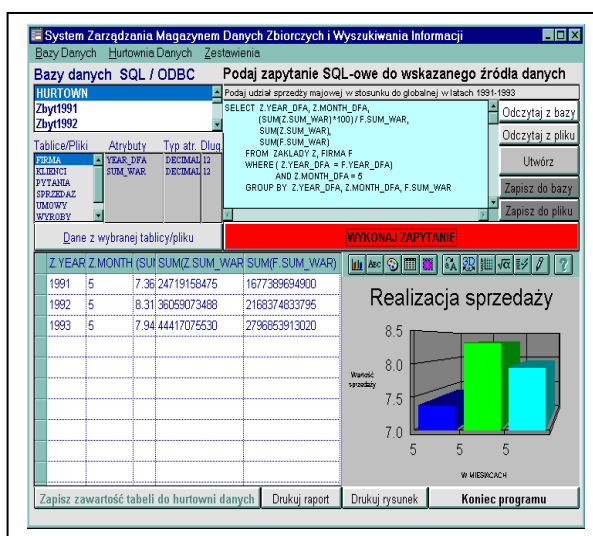 System Zarządzania Magazynem Danych Zbiorczych i Wyszukiwania Informacji
Bazy Danych Hurtownia Danych Zestawienia
Bazy danych SQL / ODBC
Podaj zapytanie SQL-owe do wskazanego źródła danych
HURTOWN
Zbyt1991
Zbyt1992
Podaj udział sprzedży majowej w stosunku do globalnej w latach 1991-1993
SELECT Z.YEAR_DFA, Z.MONTH_DFA,
(SUM(Z.SUM_WAR)*100) / F.SUM_WAR,
SUM(Z.SUM_WAR),
SUM(F.SUM_WAR)
FROM ZAKLADY Z, FIRMA F
WHERE ( Z.YEAR_DFA = F.YEAR_DFA)
AND Z.MONTH_DFA = 5
GROUP BY Z.YEAR_DFA, Z.MONTH_DFA, F.SUM_WAR
Odczytaj z bazy
Odczytaj z pliku
Utwórz
Zapisz do bazy
Zapisz do pliku
Tablice/Pliki Atrybuty Typ atr. Dlug.
FIRMA YEAR_DFA DECIMAL 12
KLIENCI SUM_WAR DECIMAL 12
PYTANIA
SPRZEDAZ
UMOWY
WYROBY
Dane z wybranej tablicy/pliku
WYKONAJ ZAPYTANIE
Z.YEAR Z.MONTH (SUM SUM(Z.SUM_WAR SUM(F.SUM_WAR)
1991 5 7.36 24719158475 1677389694900
1992 5 8.31 36059073488 2168374833795
1993 5 7.94 44417075530 2796853913020
ABC
3D
?
Realizacja sprzedaży
8.5
8.0
7.5
7.0
Wartość
sprzedaży
5 5 5
W MIESIĄCACH
Zapisz zawartość tabeli do hurtowni danych
Drukuj raport
Drukuj rysunek
Koniec programu